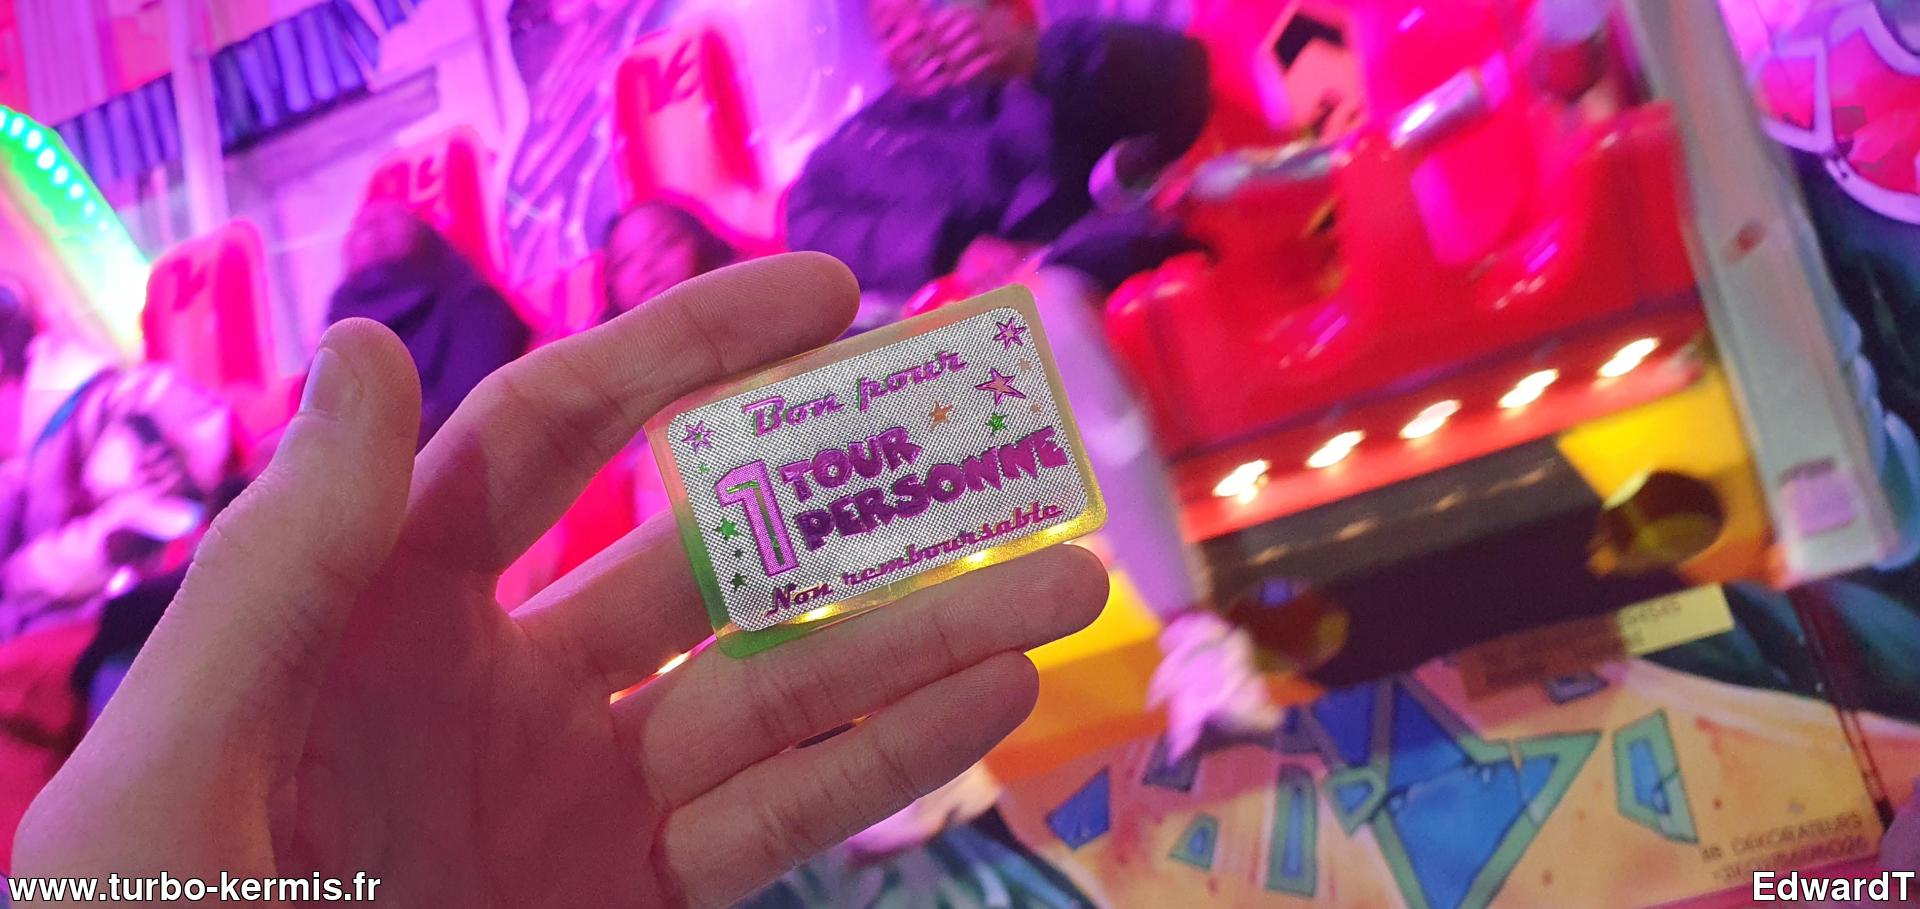 Bon pour
1 TOUR
PERSONNE
Non remboursable
www.turbo-kermis.fr
EdwardT